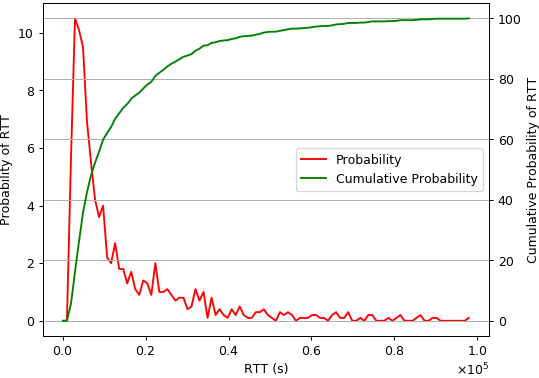 Probability of RTT
10
8
6
4
2
0
Probability
Cumulative Probability
100
80
60
40
20
0
Cumulative Probability of RTT
0.0 0.2 0.4 0.6 0.8 1.0
RTT (s)
×10⁵